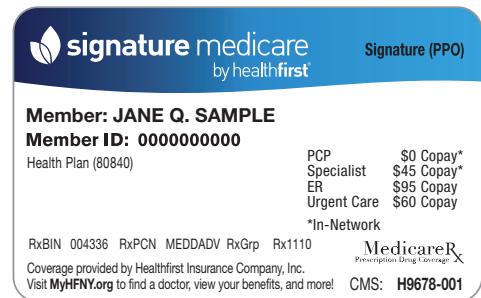 signature medicare
by healthfirst
Signature (PPO)
Member: JANE Q. SAMPLE
Member ID: 0000000000
Health Plan (80840)
PCP $0 Copay*
Specialist $45 Copay*
ER $95 Copay
Urgent Care $60 Copay
*In-Network
RxBIN 004336 RxPCN MEDDADV RxGrp Rx1110
MedicareRx
Prescription Drug Coverage
Coverage provided by Healthfirst Insurance Company, Inc.
Visit MyHFNY.org to find a doctor, view your benefits, and more!
CMS: H9678-001